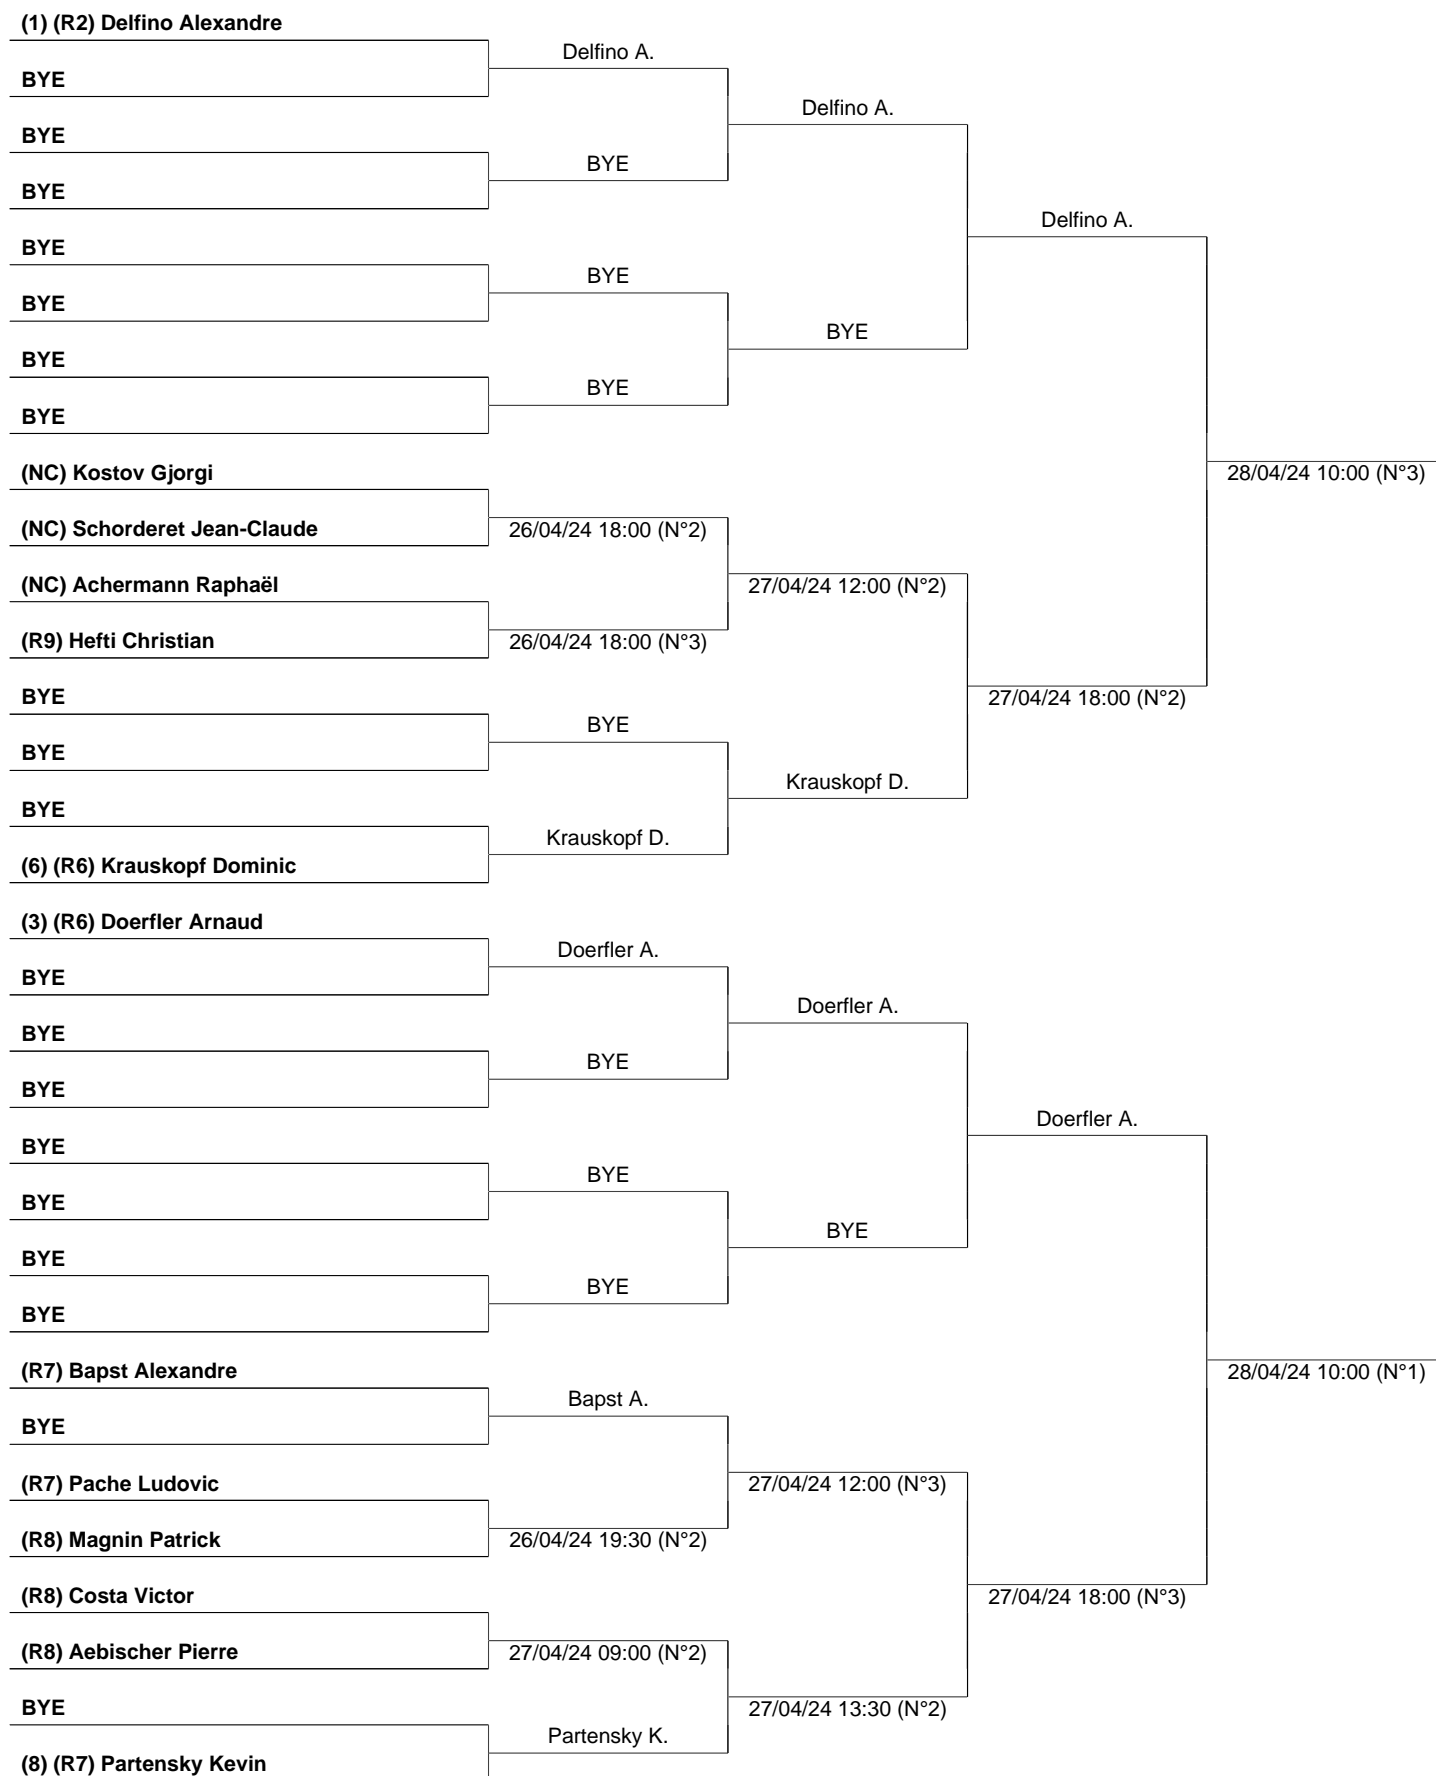 (1) (R2) Delfino Alexandre
Delfino A.
BYE
Delfino A.
BYE
BYE
BYE
Delfino A.
BYE
BYE
BYE
BYE
BYE
BYE
BYE
(NC) Kostov Gjorgi
28/04/24 10:00 (N°3)
(NC) Schorderet Jean-Claude
26/04/24 18:00 (N°2)
(NC) Achermann Raphaël
27/04/24 12:00 (N°2)
(R9) Hefti Christian
26/04/24 18:00 (N°3)
BYE
27/04/24 18:00 (N°2)
BYE
BYE
Krauskopf D.
BYE
Krauskopf D.
(6) (R6) Krauskopf Dominic
(3) (R6) Doerfler Arnaud
Doerfler A.
BYE
Doerfler A.
BYE
BYE
BYE
Doerfler A.
BYE
BYE
BYE
BYE
BYE
BYE
BYE
(R7) Bapst Alexandre
28/04/24 10:00 (N°1)
Bapst A.
BYE
(R7) Pache Ludovic
27/04/24 12:00 (N°3)
(R8) Magnin Patrick
26/04/24 19:30 (N°2)
(R8) Costa Victor
27/04/24 18:00 (N°3)
(R8) Aebischer Pierre
27/04/24 09:00 (N°2)
BYE
27/04/24 13:30 (N°2)
Partensky K.
(8) (R7) Partensky Kevin